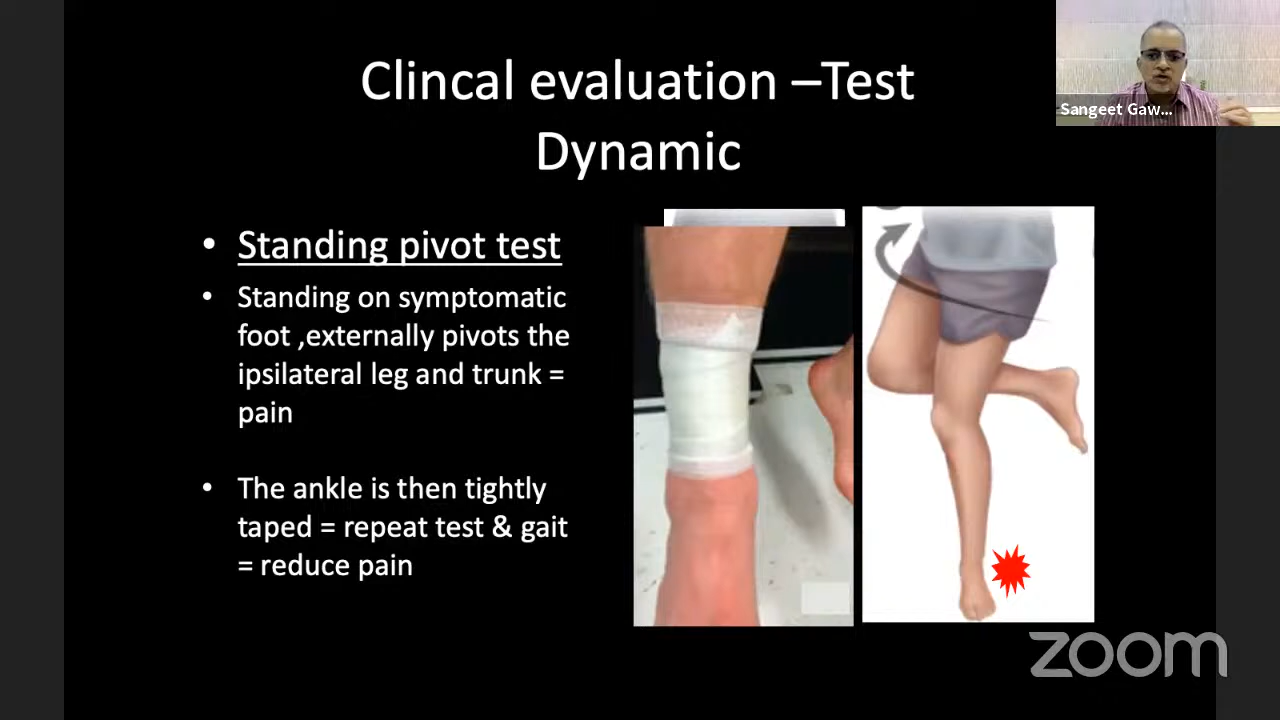 Clincal evaluation –Test
Dynamic
Sangeet Gaw...
• Standing pivot test
• Standing on symptomatic
foot ,externally pivots the
ipsilateral leg and trunk =
pain
• The ankle is then tightly
taped = repeat test & gait
= reduce pain
zoom